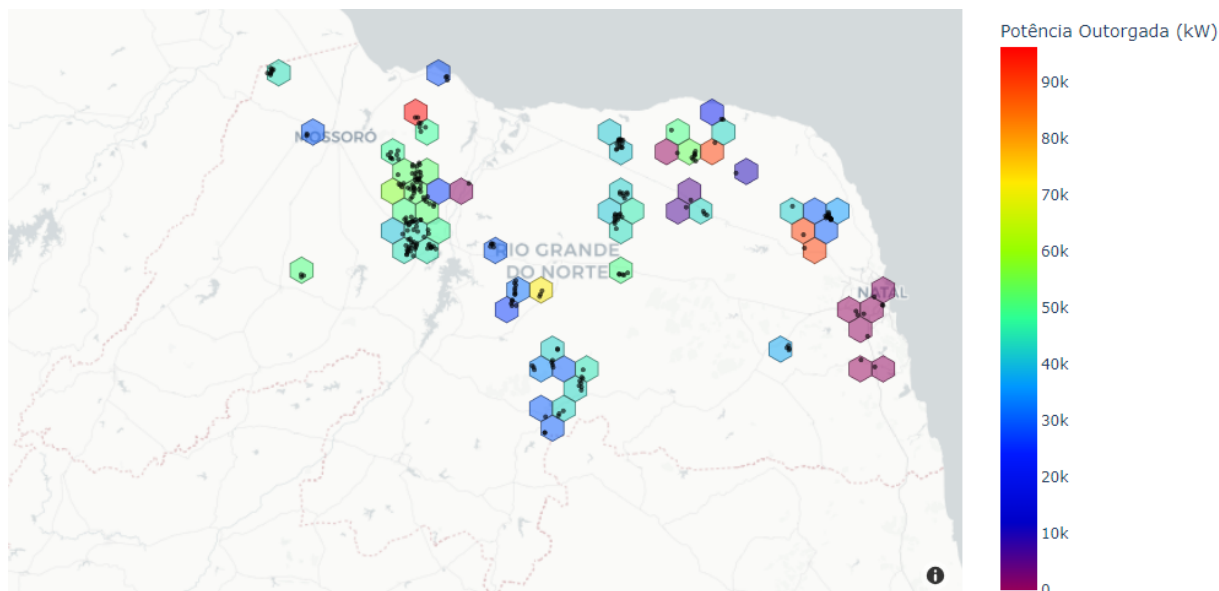 Potência Outorgada (kW)
90k
80k
70k
60k
50k
40k
30k
20k
10k
0
MOSSORÓ
RIO GRANDE
DO NORTE
NATAL